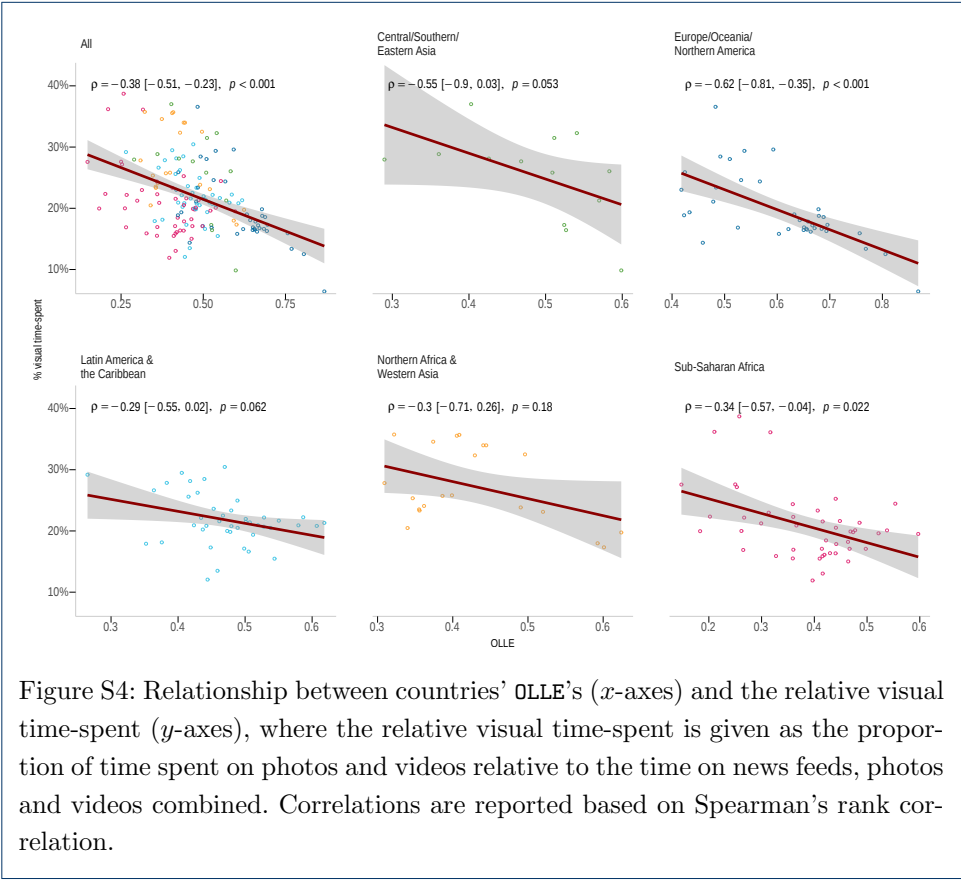 All
ρ = −0.38 [−0.51, −0.23], p < 0.001
Central/Southern/
Eastern Asia
ρ = −0.55 [−0.9, 0.03], p = 0.053
Europe/Oceania/
Northern America
ρ = −0.62 [−0.81, −0.35], p < 0.001
40%
30%
20%
10%
0.25 0.50 0.75
0.3 0.4 0.5 0.6
0.4 0.5 0.6 0.7 0.8
% visual time-spent
Latin America &
the Caribbean
ρ = −0.29 [−0.55, 0.02], p = 0.062
Northern Africa &
Western Asia
ρ = −0.3 [−0.71, 0.26], p = 0.18
Sub-Saharan Africa
ρ = −0.34 [−0.57, −0.04], p = 0.022
40%
30%
20%
10%
0.3 0.4 0.5 0.6
0.3 0.4 0.5 0.6
0.2 0.3 0.4 0.5 0.6
OLLE
Figure S4: Relationship between countries' OLLE's (x-axes) and the relative visual
time-spent (y-axes), where the relative visual time-spent is given as the propor-
tion of time spent on photos and videos relative to the time on news feeds, photos
and videos combined. Correlations are reported based on Spearman's rank cor-
relation.